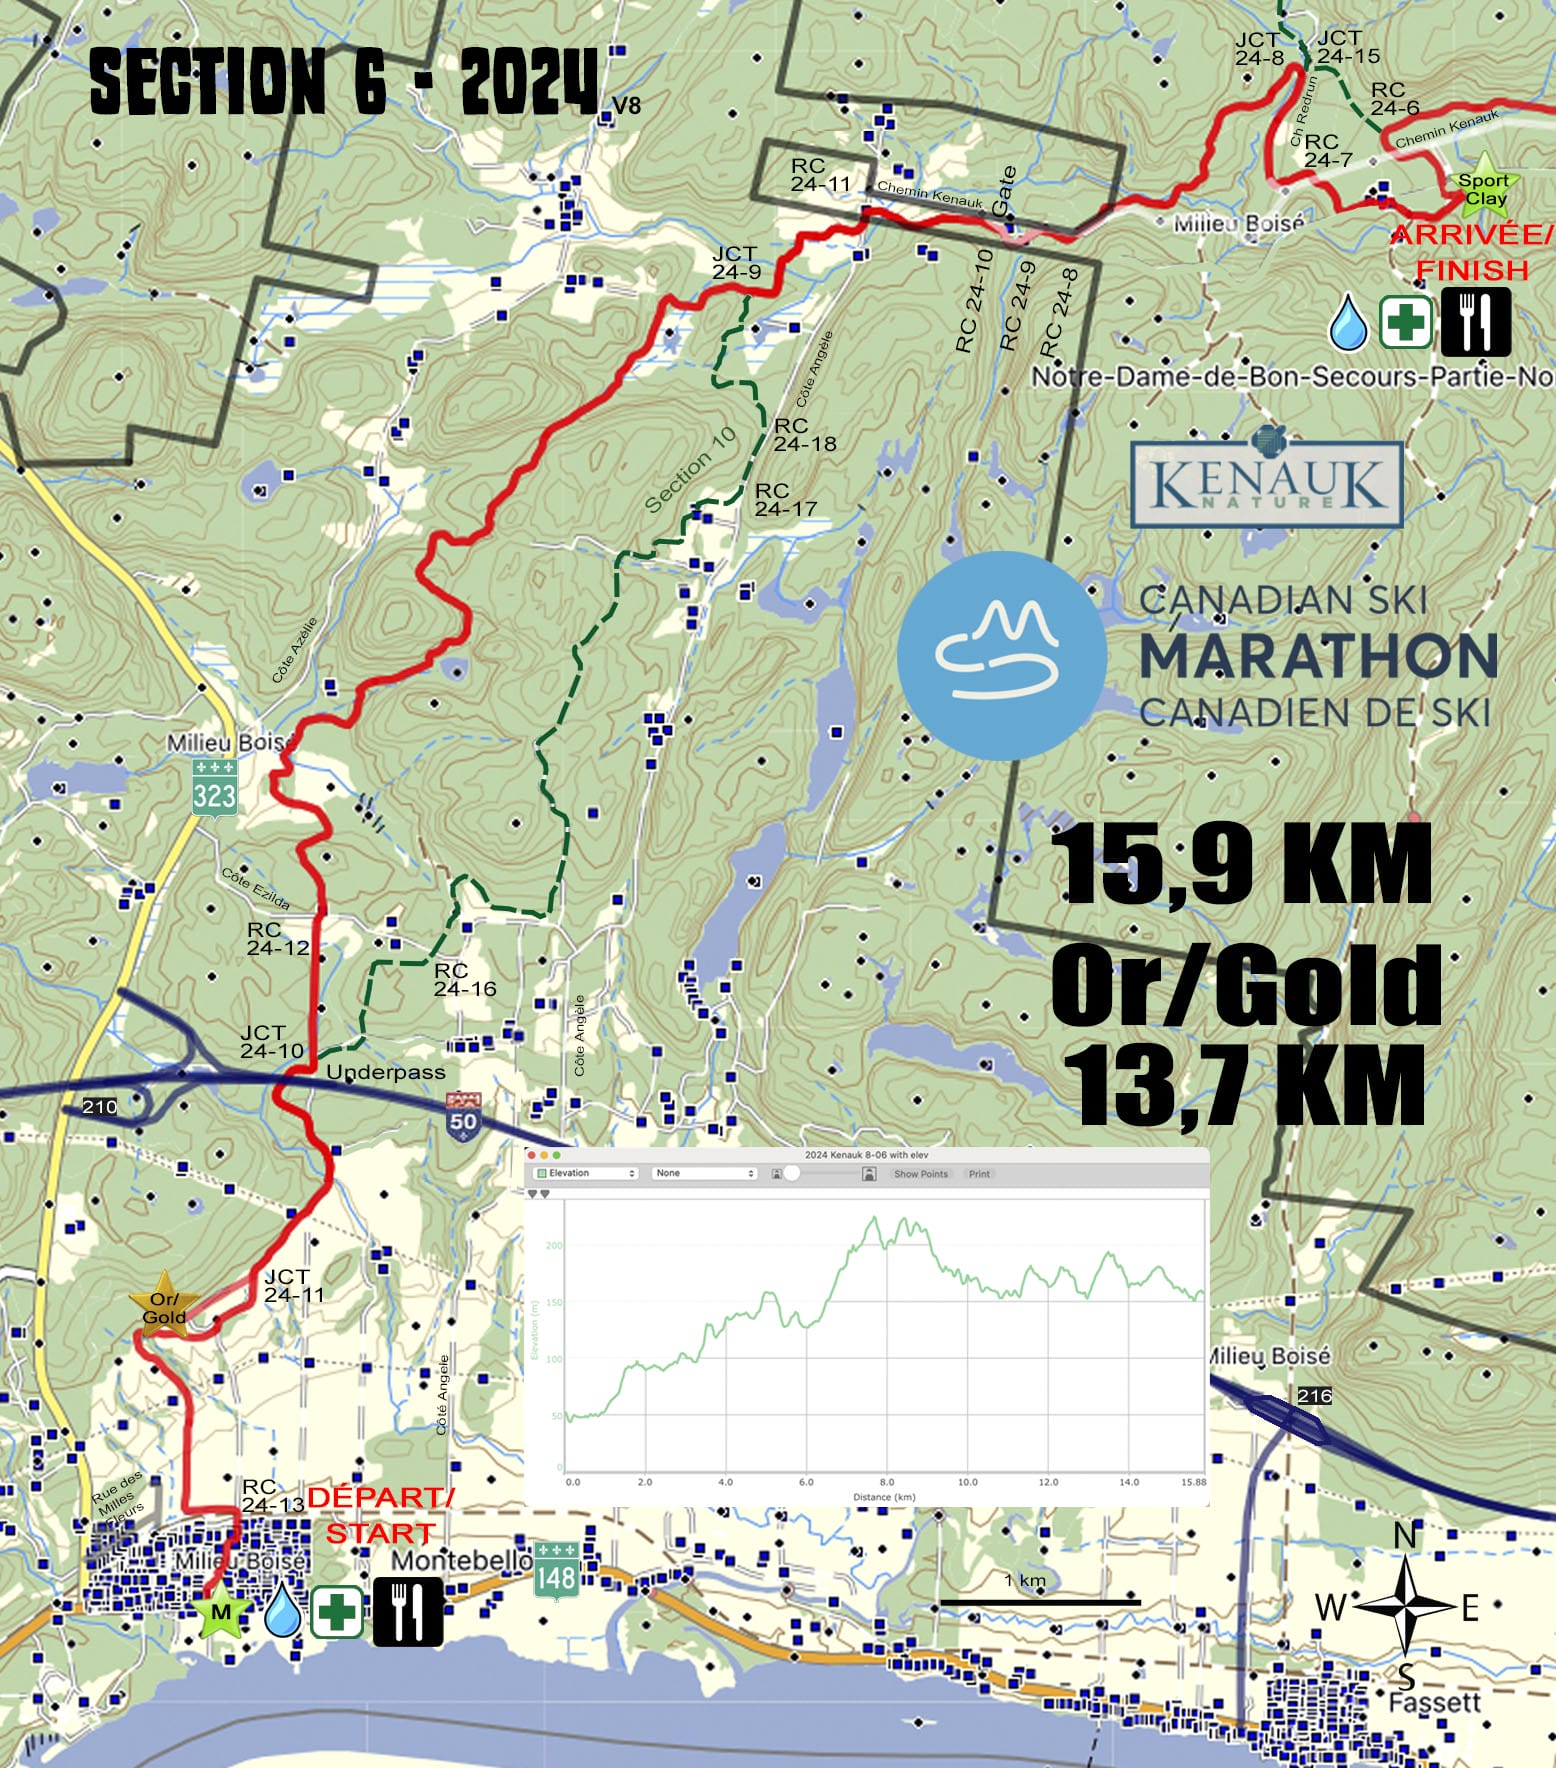 SECTION 6 - 2024
V8
JCT
24-8
JCT
24-15
RC
24-6
Ch Redrun
Chemin Kenauk
RC
24-7
Sport
Clay
RC
24-11
Chemin Kenauk
Gate
Milieu Boisé
ARRIVÉE/
FINISH
JCT
24-9
RC 24-10
RC 24-9
RC 24-8
Côte Angèle
Notre-Dame-de-Bon-Secours-Partie-No
RC
24-18
Section 10
KENAUK
NATURE
RC
24-17
CANADIAN SKI
MARATHON
CANADIEN DE SKI
Côte Azélie
Milieu Boisé
323
15,9 KM
Côte Ezilda
RC
24-12
Or/Gold
13,7 KM
RC
24-16
Côte Angèle
JCT
24-10
Underpass
210
50
2024 Kenauk 8-06 with elev
Elevation
None
Show Points
Print
200
150
100
50
0
Elevation (m)
0.0
2.0
4.0
6.0
8.0
10.0
12.0
14.0
15.88
Distance (km)
JCT
24-11
Or/
Gold
Côté Angele
Milieu Boisé
216
Rue des
Milles
Fleurs
RC
24-13
DÉPART/
START
Milieu Boisé
Montebello
148
M
1 km
N
W
E
S
Fassett